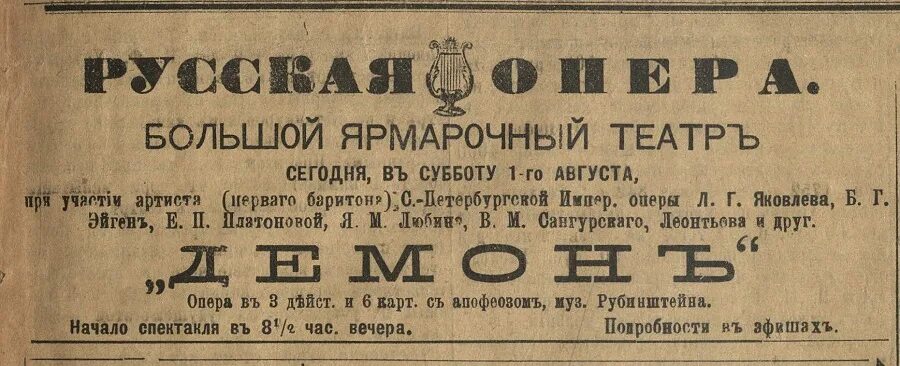 РУССКАЯ ОПЕРА.
БОЛЬШОЙ ЯРМАРОЧНЫЙ ТЕАТРЪ
СЕГОДНЯ, ВЪ СУББОТУ 1-го АВГУСТА,
при участіи артиста (перваго баритона) С.-Петербургской Импер. оперы Л. Г. Яковлева, Б. Г.
Эйгенъ, Е. П. Платоновой, Я. М. Любина, В. М. Сангурскаго, Леонтьева и друг.
„ДЕМОНЪ“
Опера въ 3 дѣйст. и 6 карт. съ апофеозомъ, муз. Рубинштейна.
Начало спектакля въ 8 1/2 час. вечера. Подробности въ афишахъ.